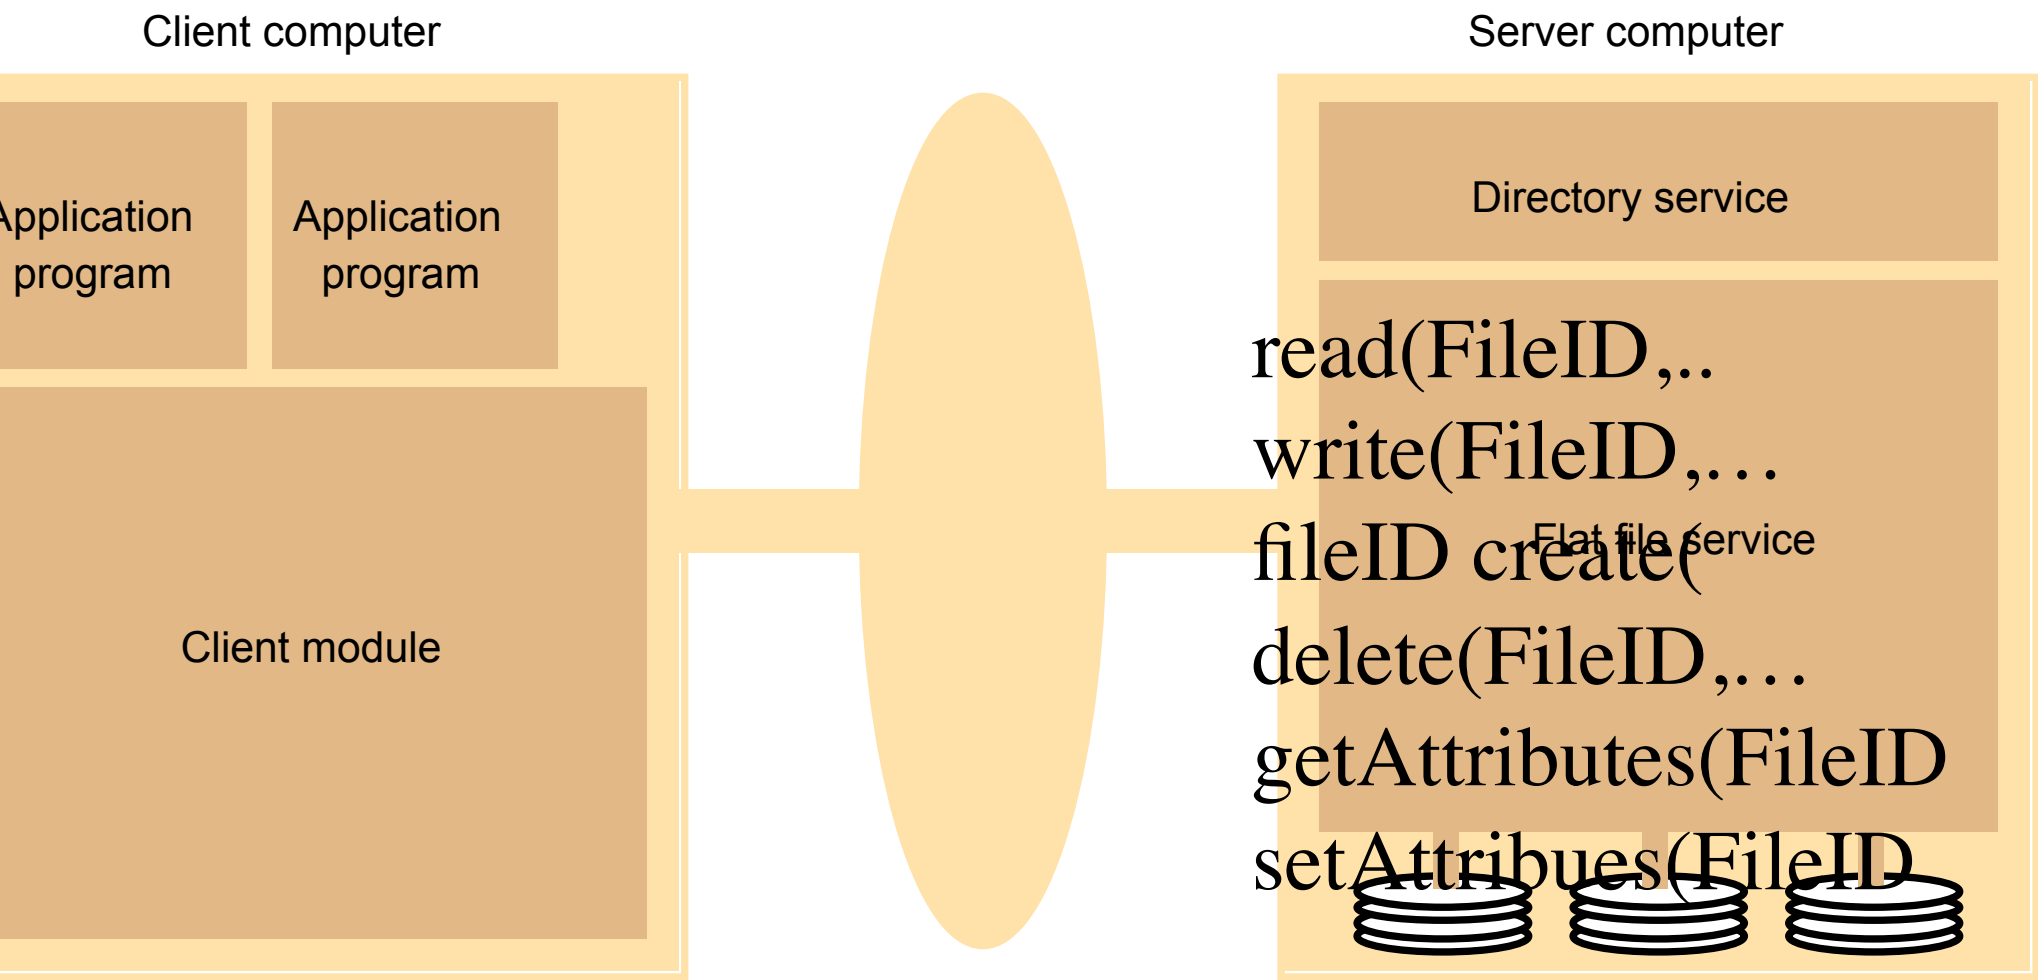 Client computer
Server computer
Application
program
Application
program
Directory service
read(FileID,..
write(FileID,…
fileID create(
Flat file service
delete(FileID,…
Client module
getAttributes(FileID
setAttribues(FileID